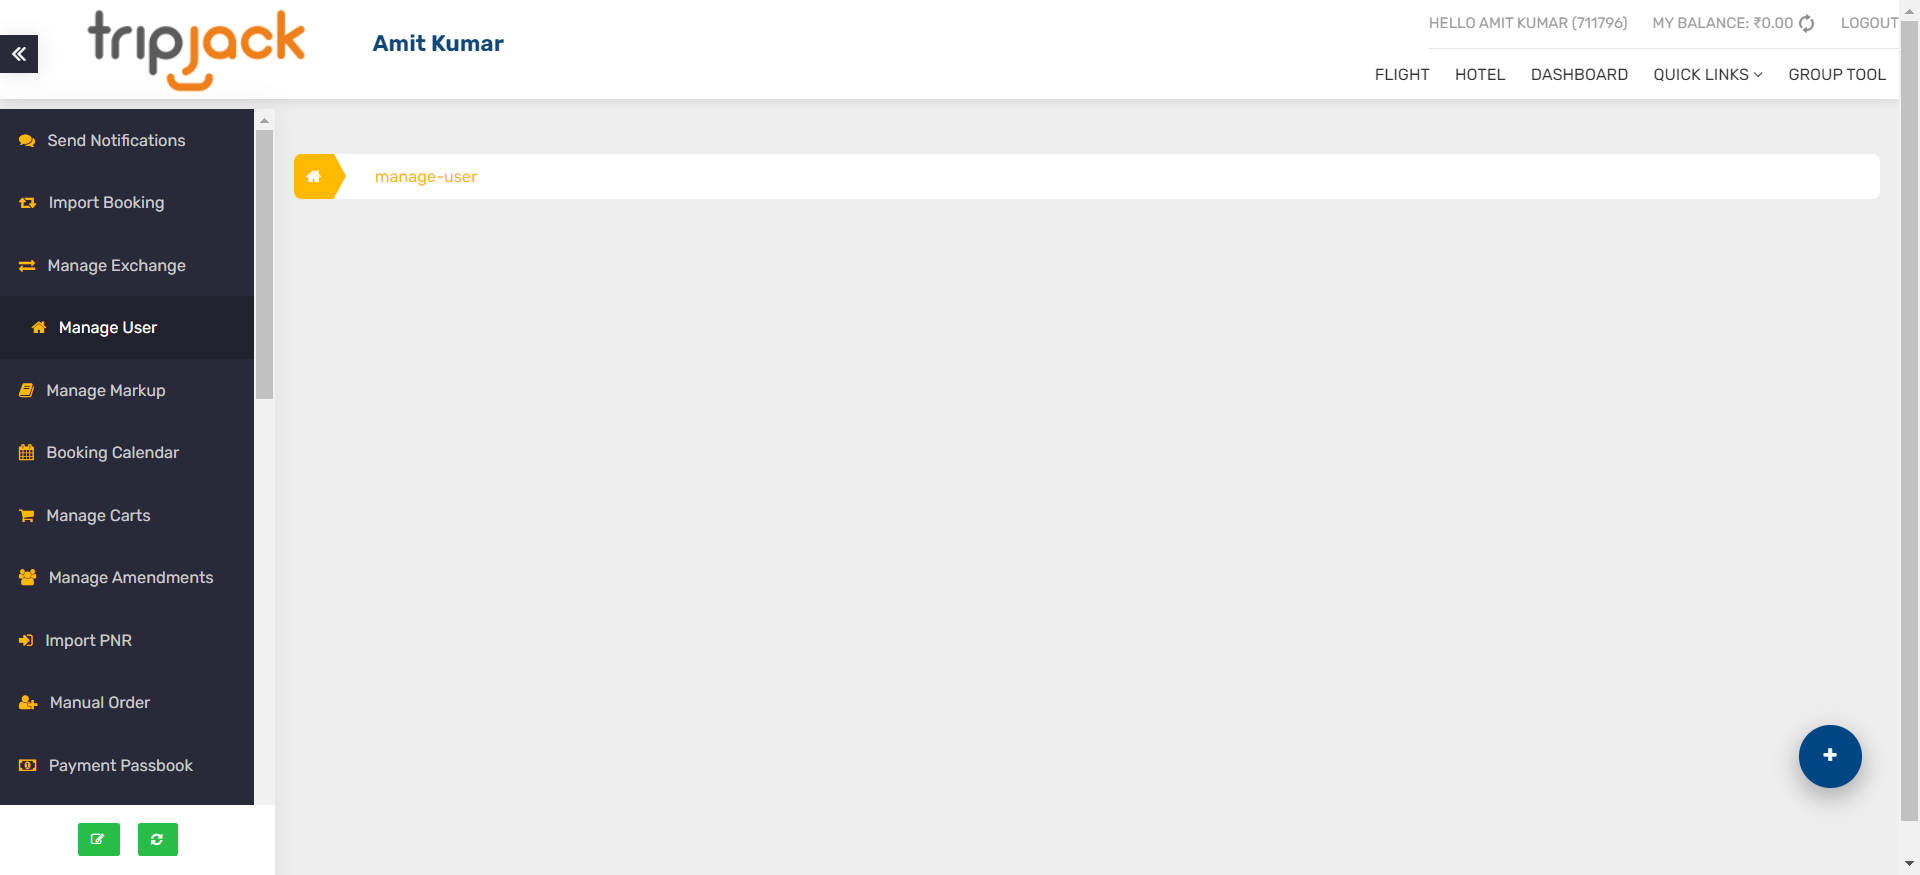 tripjack
Amit Kumar
HELLO AMIT KUMAR (711796) MY BALANCE: ₹0.00 LOGOUT
FLIGHT HOTEL DASHBOARD QUICK LINKS GROUP TOOL
Send Notifications
Import Booking
Manage Exchange
Manage User
Manage Markup
Booking Calendar
Manage Carts
Manage Amendments
Import PNR
Manual Order
Payment Passbook
manage-user